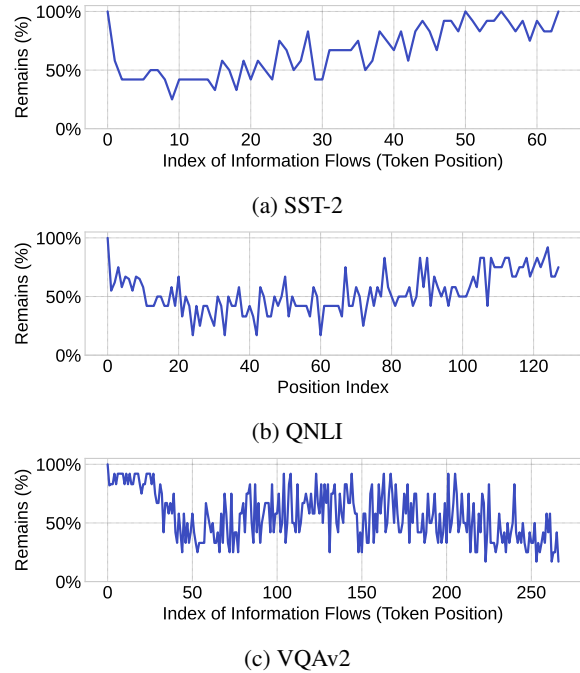 Remains (%)
100%
50%
0%
0 10 20 30 40 50 60
Index of Information Flows (Token Position)
(a) SST-2
Remains (%)
100%
50%
0%
0 20 40 60 80 100 120
Position Index
(b) QNLI
Remains (%)
100%
50%
0%
0 50 100 150 200 250
Index of Information Flows (Token Position)
(c) VQAv2